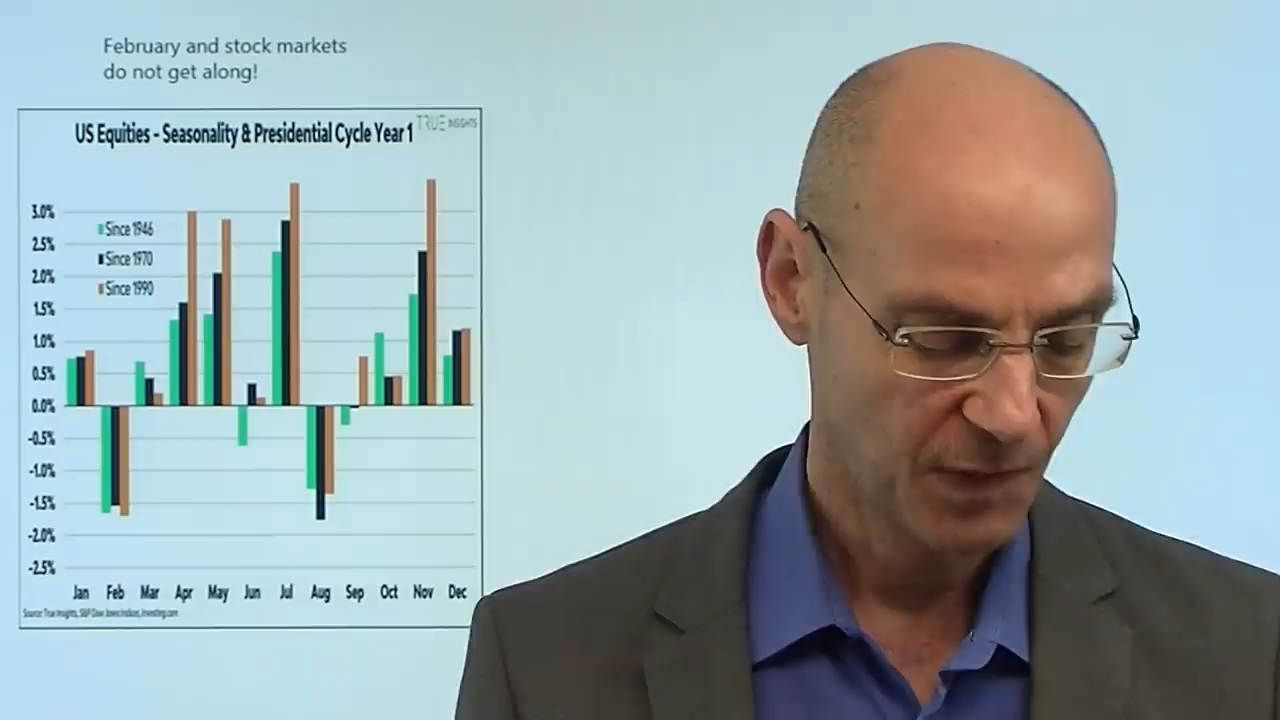 February and stock markets
do not get along!
US Equities - Seasonality & Presidential Cycle Year 1
TRUE INSIGHTS
3.0%
2.5%
2.0%
1.5%
1.0%
0.5%
0.0%
-0.5%
-1.0%
-1.5%
-2.0%
-2.5%
Since 1946
Since 1970
Since 1990
Jan Feb Mar Apr May Jun Jul Aug Sep Oct Nov Dec
Source: True Insights, S&P Dow Jones Indices, Investing.com